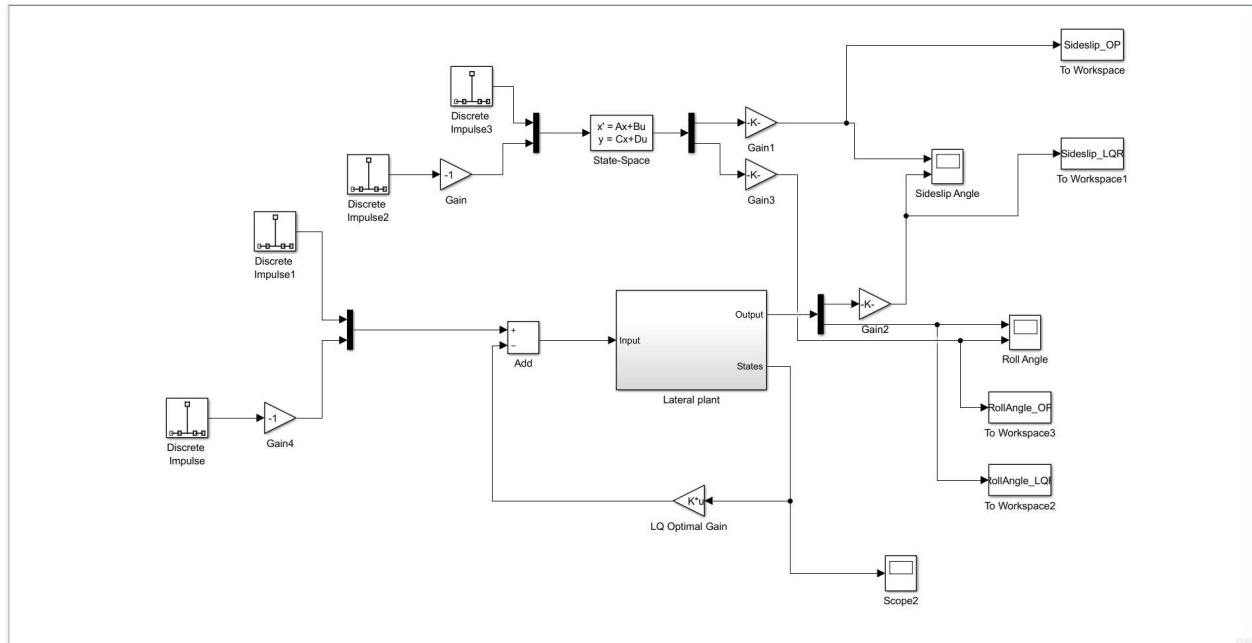 Sideslip_OP
To Workspace
Discrete
Impulse3
x' = Ax+Bu
y = Cx+Du
State-Space
-K-
Gain1
Sideslip_LQR
To Workspace1
Sideslip Angle
-1
Gain
Discrete
Impulse2
-K-
Gain3
Discrete
Impulse1
+
−
Add
Input
Output
States
Lateral plant
-K-
Gain2
Roll Angle
Discrete
Impulse
-1
Gain4
RollAngle_OP
To Workspace3
RollAngle_LQR
To Workspace2
K*u
LQ Optimal Gain
Scope2